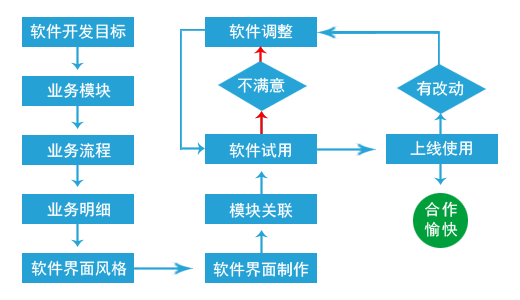 软件开发目标
业务模块
业务流程
业务明细
软件界面风格
软件界面制作
模块关联
软件试用
不满意
软件调整
上线使用
有改动
合作
愉快